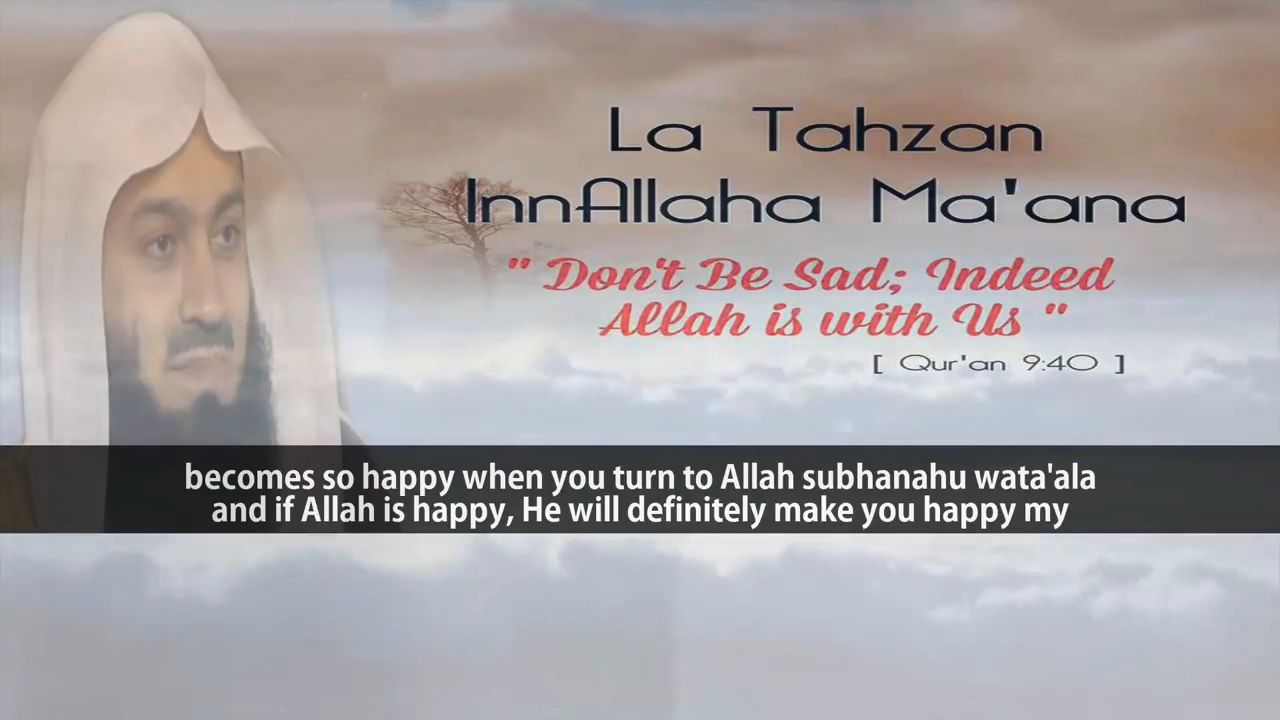 La Tahzan
InnAllaha Ma'ana
" Don't Be Sad; Indeed
Allah is with Us "
[ Qur'an 9:40 ]
becomes so happy when you turn to Allah subhanahu wata'ala
and if Allah is happy, He will definitely make you happy my